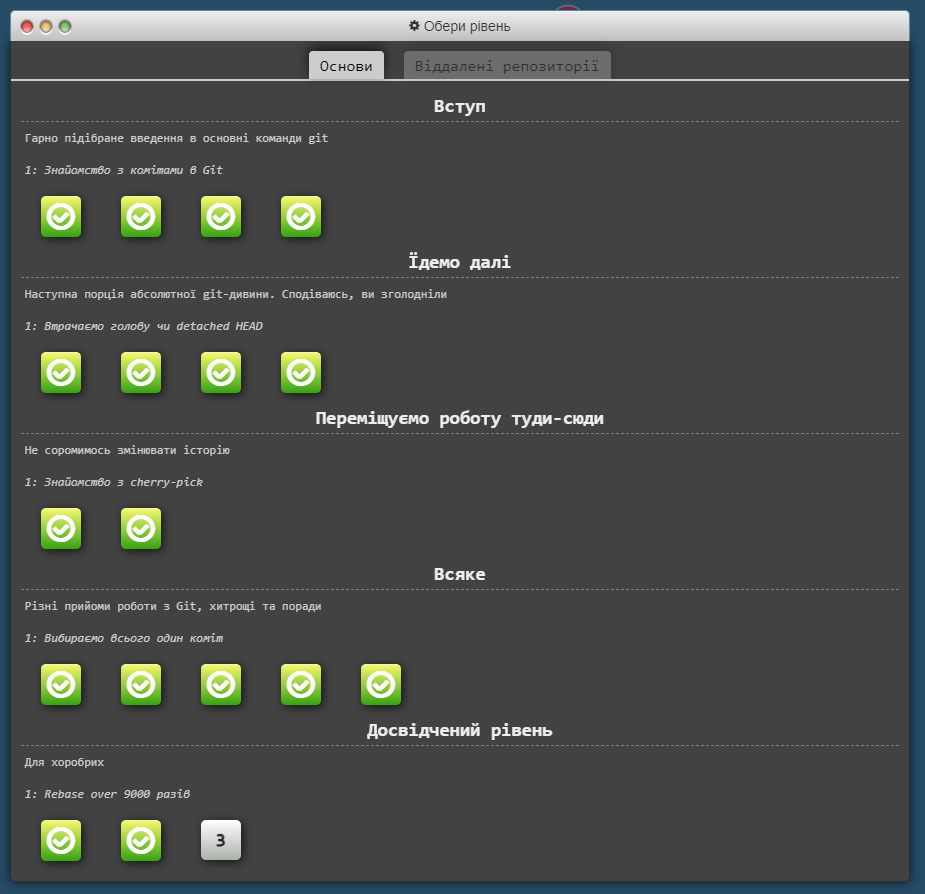 Обери рівень
Основи Віддалені репозиторії
Вступ
Гарно підібране введення в основні команди git
1: Знайомство з комітами в Git
Їдемо далі
Наступна порція абсолютної git-дивини. Сподіваюсь, ви зголодніли
1: Втрачаємо голову чи detached HEAD
Переміщуємо роботу туди-сюди
Не соромимось змінювати історію
1: Знайомство з cherry-pick
Всяке
Різні прийоми роботи з Git, хитрощі та поради
1: Вибираємо всього один коміт
Досвідчений рівень
Для хоробрих
1: Rebase over 9000 разів
3